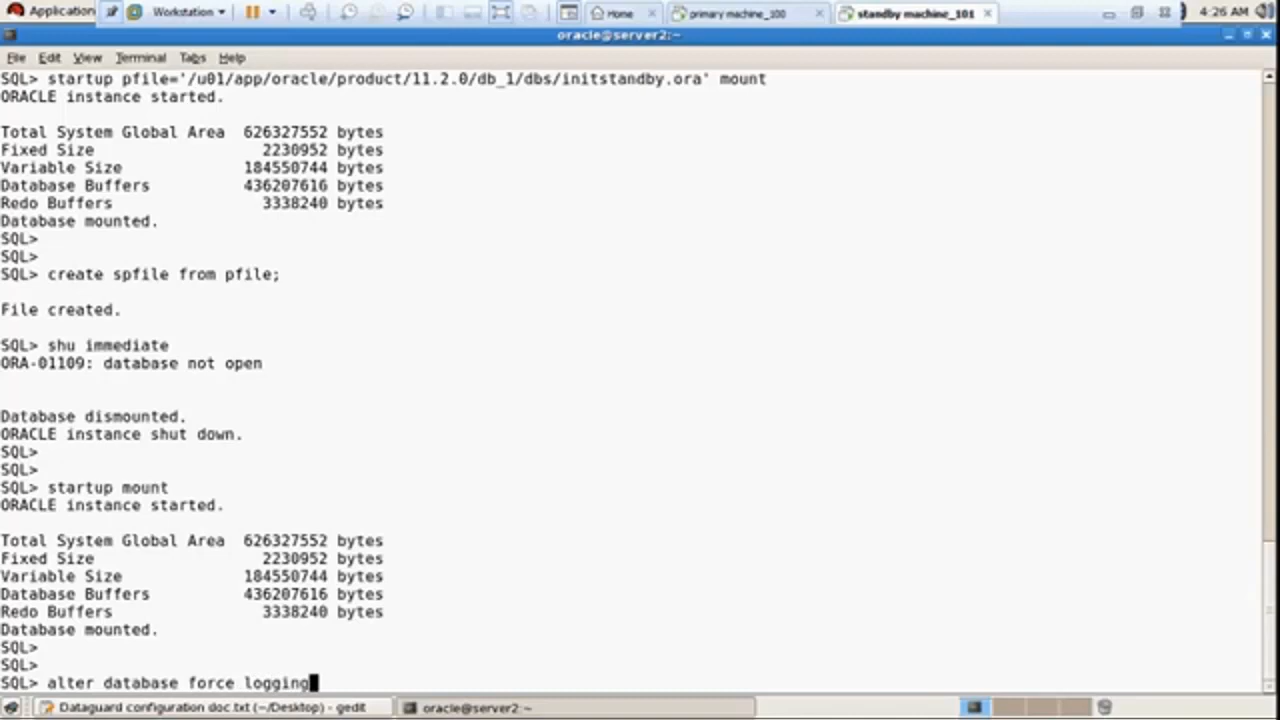 Application
Workstation
Home
primary machine_100
standby machine_101
4:26 AM
oracle@server2:~
File Edit View Terminal Tabs Help
SQL> startup pfile='/u01/app/oracle/product/11.2.0/db_1/dbs/initstandby.ora' mount
ORACLE instance started.
Total System Global Area 626327552 bytes
Fixed Size 2230952 bytes
Variable Size 184550744 bytes
Database Buffers 436207616 bytes
Redo Buffers 3338240 bytes
Database mounted.
SQL>
SQL>
SQL> create spfile from pfile;
File created.
SQL> shu immediate
ORA-01109: database not open
Database dismounted.
ORACLE instance shut down.
SQL>
SQL>
SQL> startup mount
ORACLE instance started.
Total System Global Area 626327552 bytes
Fixed Size 2230952 bytes
Variable Size 184550744 bytes
Database Buffers 436207616 bytes
Redo Buffers 3338240 bytes
Database mounted.
SQL>
SQL>
SQL> alter database force logging
Dataguard configuration doc.txt (~/Desktop) - gedit
oracle@server2:~